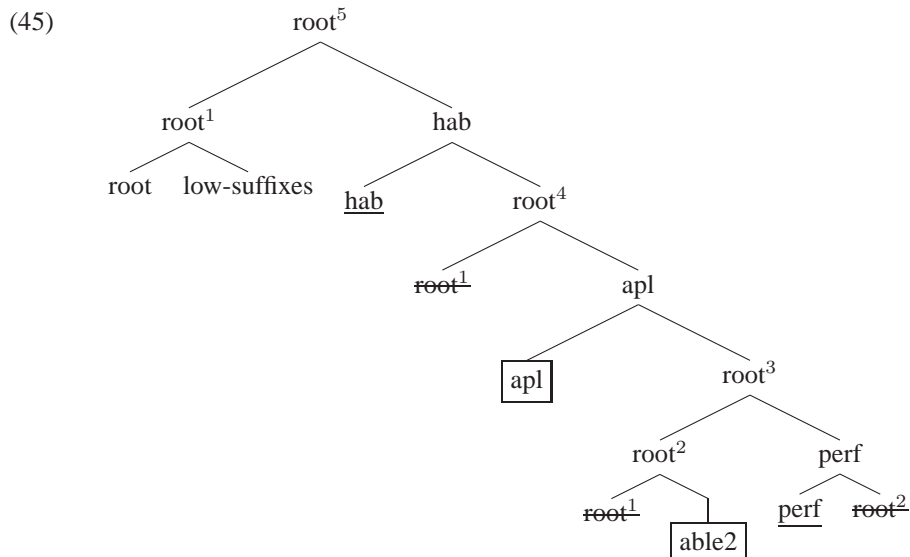 (45) root⁵
root¹ hab
root low-suffixes hab root⁴
root¹ apl
apl root³
root² perf
root¹ perf root²
able2